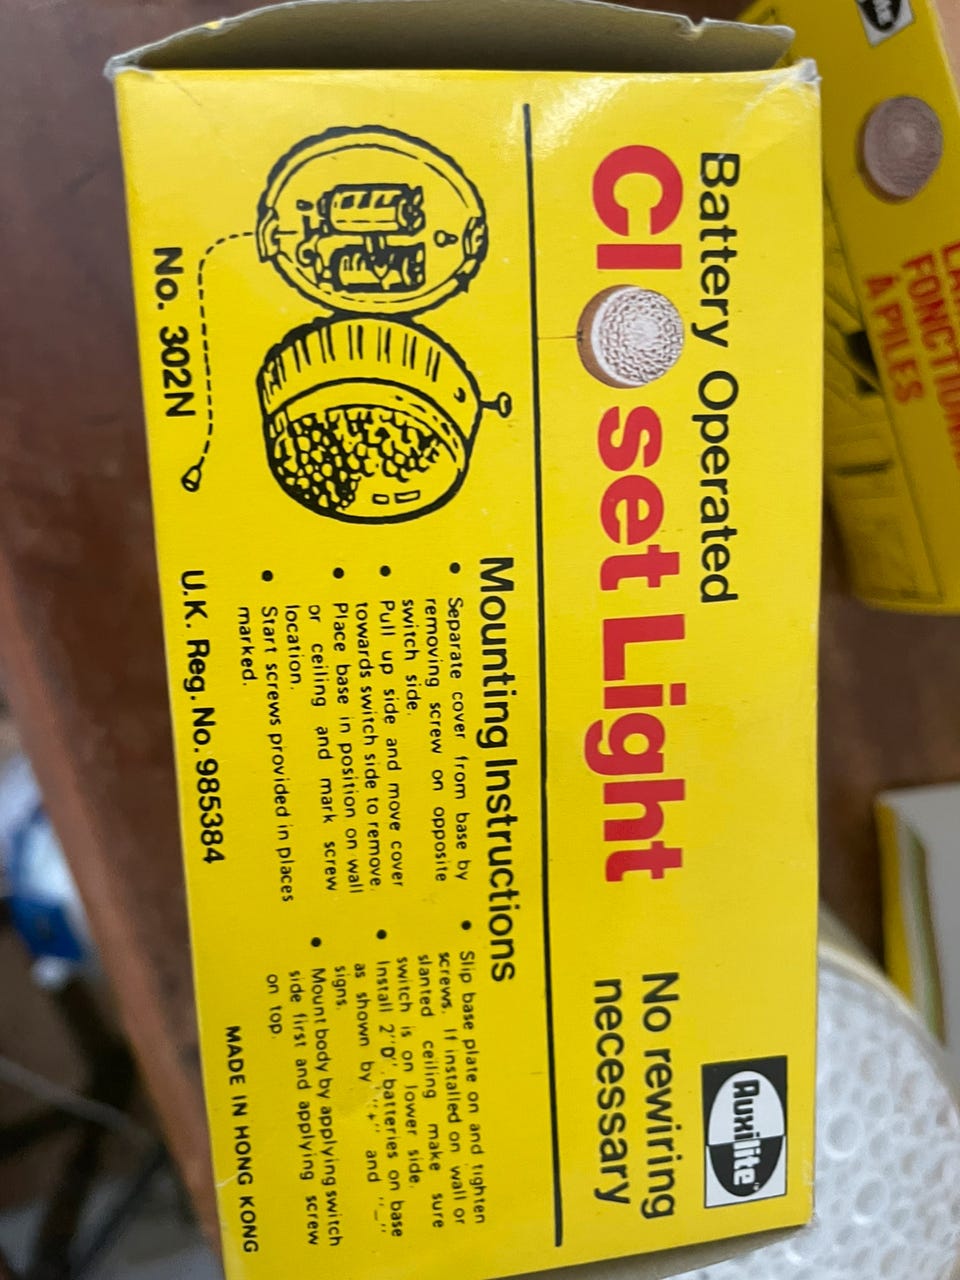 Battery Operated
Closet Light
No rewiring
necessary
Auxilite
Mounting Instructions
• Separate cover from base by
removing screw on opposite
switch side.
• Pull up side and move cover
towards switch side to remove.
• Place base in position on wall
or ceiling and mark screw
location.
• Start screws provided in places
marked.
• Slip base plate on and tighten
screws. If installed on wall or
slanted ceiling make sure
switch is on lower side.
• Install 2"D" batteries on base
as shown by "+" and "–"
signs.
• Mount body by applying switch
side first and applying screw
on top.
No. 302N
U.K. Reg. No. 985384
MADE IN HONG KONG
À PILES